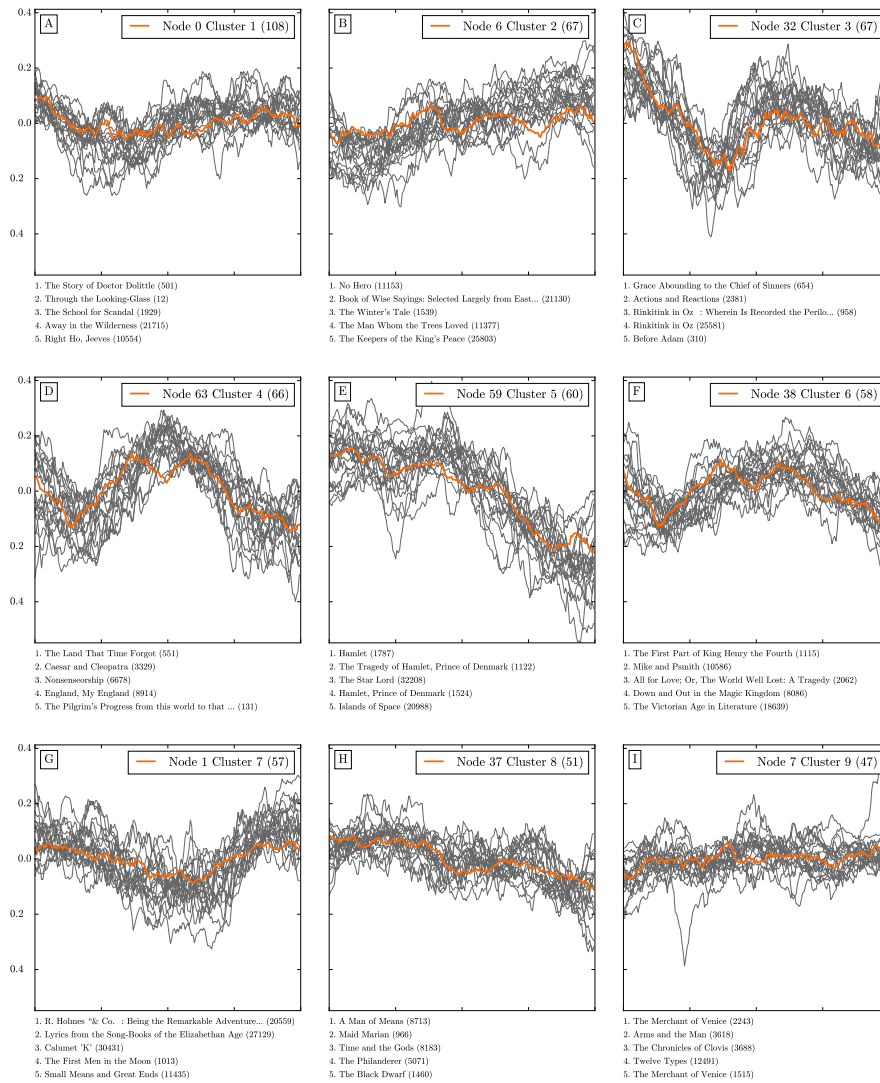 A
Node 0 Cluster 1 (108)
B
Node 6 Cluster 2 (67)
C
Node 32 Cluster 3 (67)
0.2
0.0
0.2
0.4
1. The Story of Doctor Dolittle (501)
2. Through the Looking-Glass (12)
3. The School for Scandal (1929)
4. Away in the Wilderness (21715)
5. Right Ho, Jeeves (10554)
1. No Hero (11153)
2. Book of Wise Sayings: Selected Largely from East... (21130)
3. The Winter's Tale (1539)
4. The Man Whom the Trees Loved (11377)
5. The Keepers of the King's Peace (25803)
1. Grace Abounding to the Chief of Sinners (654)
2. Actions and Reactions (2381)
3. Rinkitink in Oz : Wherein Is Recorded the Perilo... (958)
4. Rinkitink in Oz (25581)
5. Before Adam (310)
0.4
D
Node 63 Cluster 4 (66)
E
Node 59 Cluster 5 (60)
F
Node 38 Cluster 6 (58)
0.2
0.0
0.2
0.4
1. The Land That Time Forgot (551)
2. Caesar and Cleopatra (3329)
3. Nonsenseorship (6678)
4. England, My England (8914)
5. The Pilgrim's Progress from this world to that ... (131)
1. Hamlet (1787)
2. The Tragedy of Hamlet, Prince of Denmark (1122)
3. The Star Lord (32208)
4. Hamlet, Prince of Denmark (1524)
5. Islands of Space (20988)
1. The First Part of King Henry the Fourth (1115)
2. Mike and Psmith (10586)
3. All for Love; Or, The World Well Lost: A Tragedy (2062)
4. Down and Out in the Magic Kingdom (8086)
5. The Victorian Age in Literature (18639)
0.4
G
Node 1 Cluster 7 (57)
H
Node 37 Cluster 8 (51)
I
Node 7 Cluster 9 (47)
0.2
0.0
0.2
0.4
1. R. Holmes “& Co. : Being the Remarkable Adventure... (20559)
2. Lyrics from the Song-Books of the Elizabethan Age (27129)
3. Calumet 'K' (30431)
4. The First Men in the Moon (1013)
5. Small Means and Great Ends (11435)
1. A Man of Means (8713)
2. Maid Marian (966)
3. Time and the Gods (8183)
4. The Philanderer (5071)
5. The Black Dwarf (1460)
1. The Merchant of Venice (2243)
2. Arms and the Man (3618)
3. The Chronicles of Clovis (3688)
4. Twelve Types (12491)
5. The Merchant of Venice (1515)